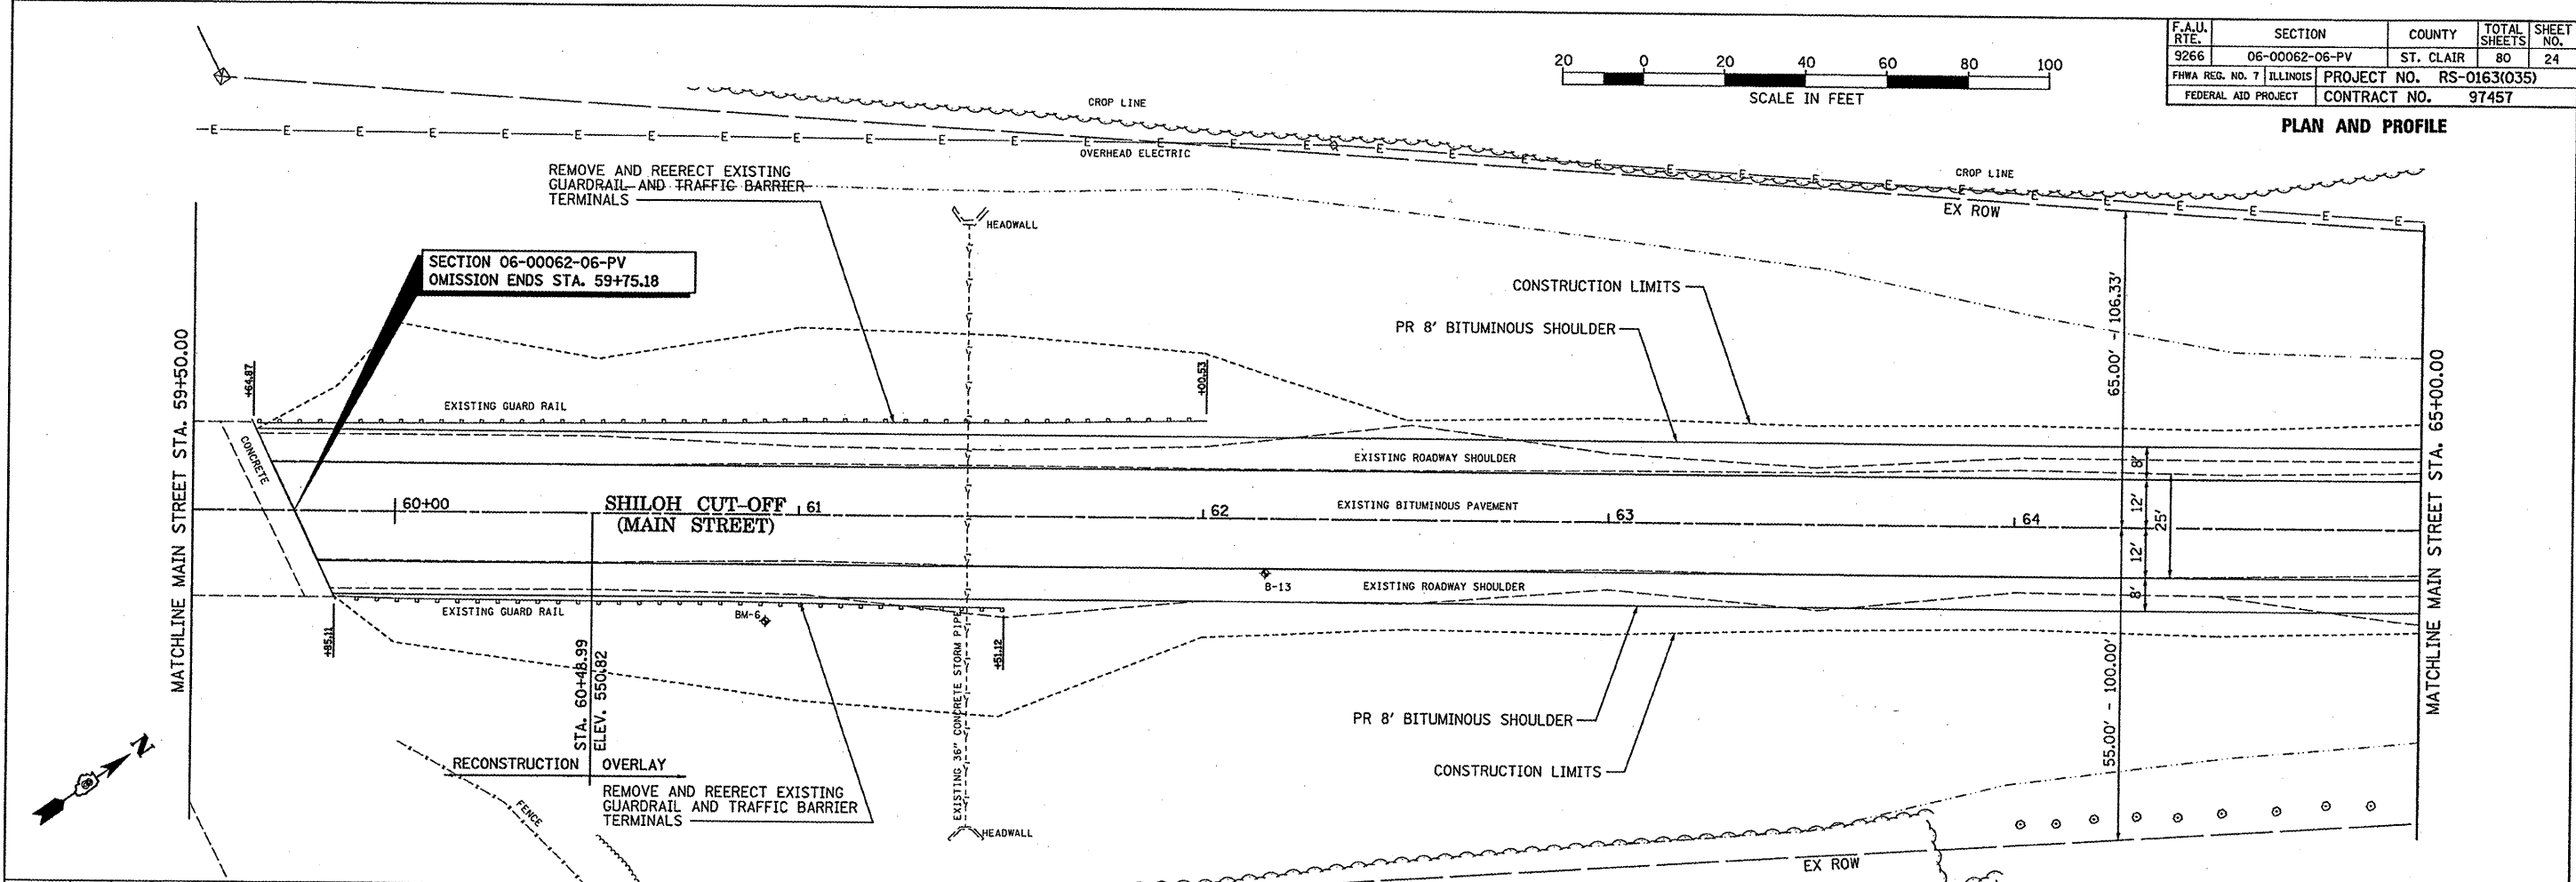 F.A.U. RTE. SECTION COUNTY TOTAL SHEETS SHEET NO.
9266 06-00062-06-PV ST. CLAIR 80 24
FHWA REG. NO. 7 ILLINOIS PROJECT NO. RS-0163(035)
FEDERAL AID PROJECT CONTRACT NO. 97457
PLAN AND PROFILE
20 0 20 40 60 80 100
SCALE IN FEET
CROP LINE
E E E E E E E E E E E E E E E E E E E E E E E E E E E E E E E
OVERHEAD ELECTRIC
CROP LINE
EX ROW
REMOVE AND REERECT EXISTING
GUARDRAIL AND TRAFFIC BARRIER
TERMINALS
HEADWALL
SECTION 06-00062-06-PV
OMISSION ENDS STA. 59+75.18
CONSTRUCTION LIMITS
PR 8' BITUMINOUS SHOULDER
65.00' - 106.33'
MATCHLINE MAIN STREET STA. 59+50.00
+64.87
+00.53
EXISTING GUARD RAIL
CONCRETE
EXISTING ROADWAY SHOULDER
8'
60+00
SHILOH CUT-OFF
(MAIN STREET)
61
62
EXISTING BITUMINOUS PAVEMENT
63
64
12'
25'
12'
MATCHLINE MAIN STREET STA. 65+00.00
B-13
EXISTING ROADWAY SHOULDER
8'
EXISTING GUARD RAIL
BM-6
+85.11
+51.12
STA. 60+48.99
ELEV. 550.82
EXISTING 36" CONCRETE STORM PIPE
PR 8' BITUMINOUS SHOULDER
CONSTRUCTION LIMITS
55.00' - 100.00'
N
RECONSTRUCTION OVERLAY
REMOVE AND REERECT EXISTING
GUARDRAIL AND TRAFFIC BARRIER
TERMINALS
FENCE
HEADWALL
EX ROW